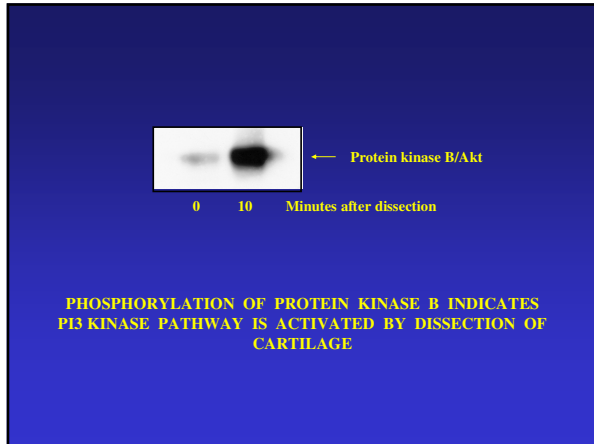 Protein kinase B/Akt
0 10 Minutes after dissection
PHOSPHORYLATION OF PROTEIN KINASE B INDICATES
PI3 KINASE PATHWAY IS ACTIVATED BY DISSECTION OF
CARTILAGE